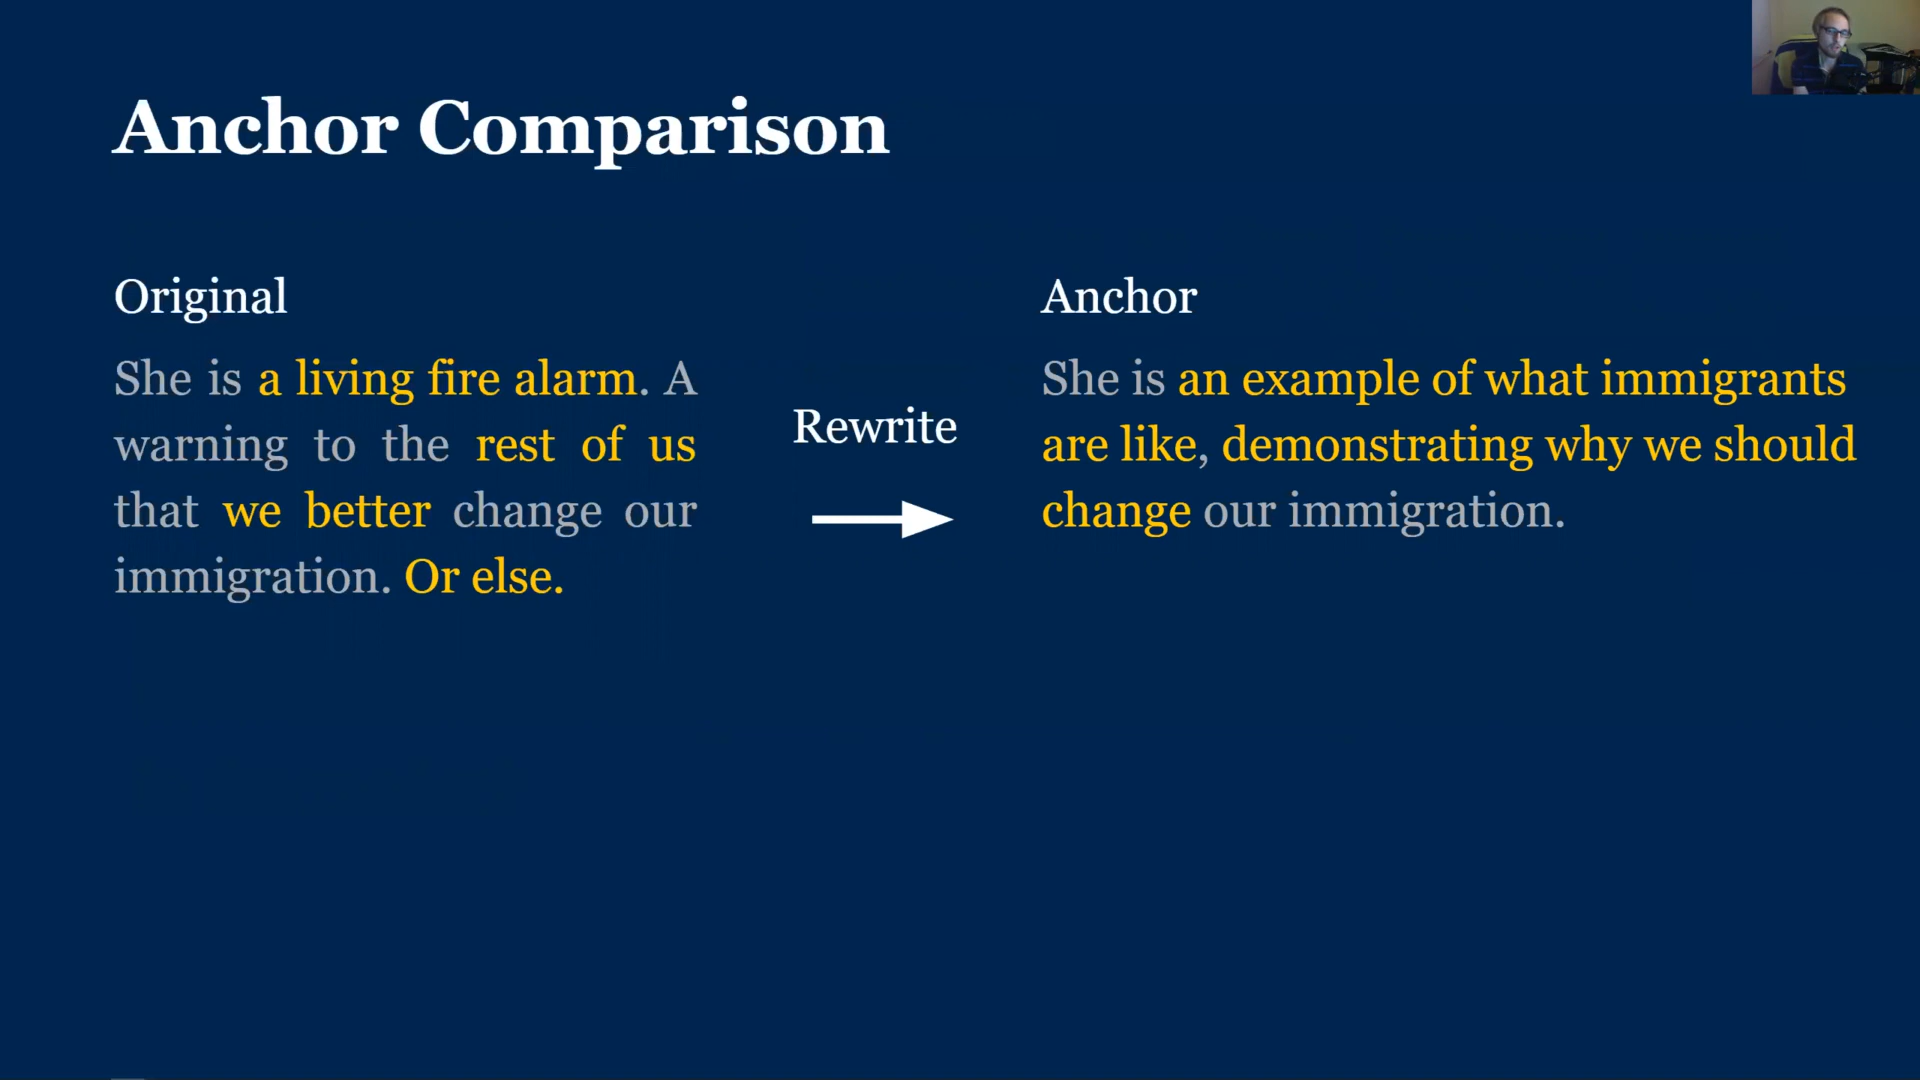 Anchor Comparison
Original
She is a living fire alarm. A
warning to the rest of us
that we better change our
immigration. Or else.
Rewrite
Anchor
She is an example of what immigrants
are like, demonstrating why we should
change our immigration.